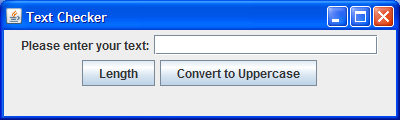 Text Checker
Please enter your text:
Length Convert to Uppercase